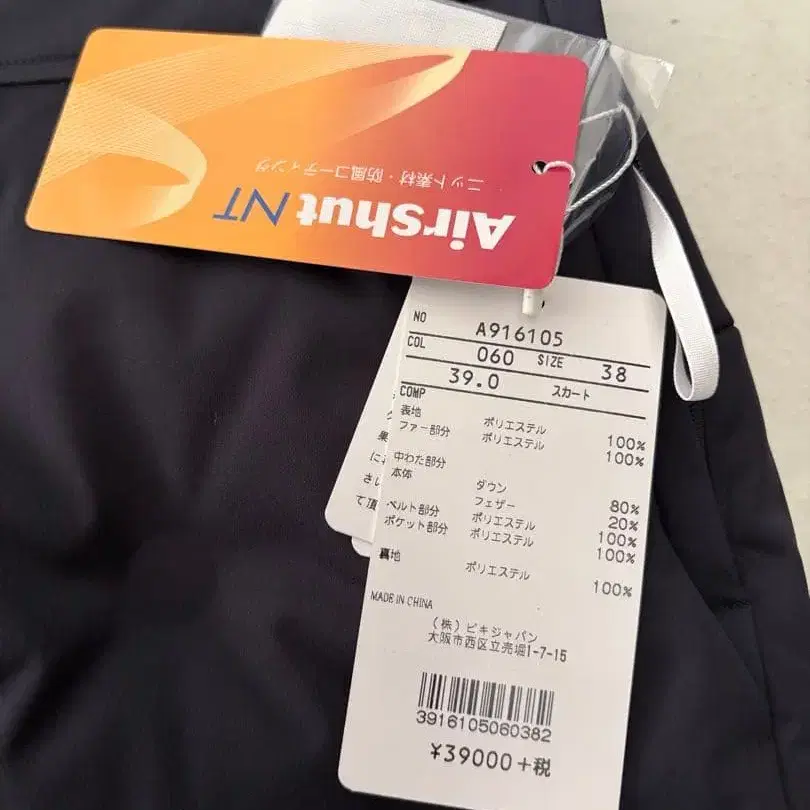 Airshut NT
ニット素材・防風コーティング
NO A916105
COL 060 SIZE 38
39.0 スカート
COMP
表地 ポリエステル 100%
ファー部分 ポリエステル 100%
中わた部分
本体 ダウン 80%
フェザー 20%
ベルト部分 ポリエステル 100%
ポケット部分 ポリエステル 100%
裏地 ポリエステル 100%
MADE IN CHINA
(株)ピキジャパン
大阪市西区立売堀1-7-15
3916105060382
¥39000+税
に
さい
て頂